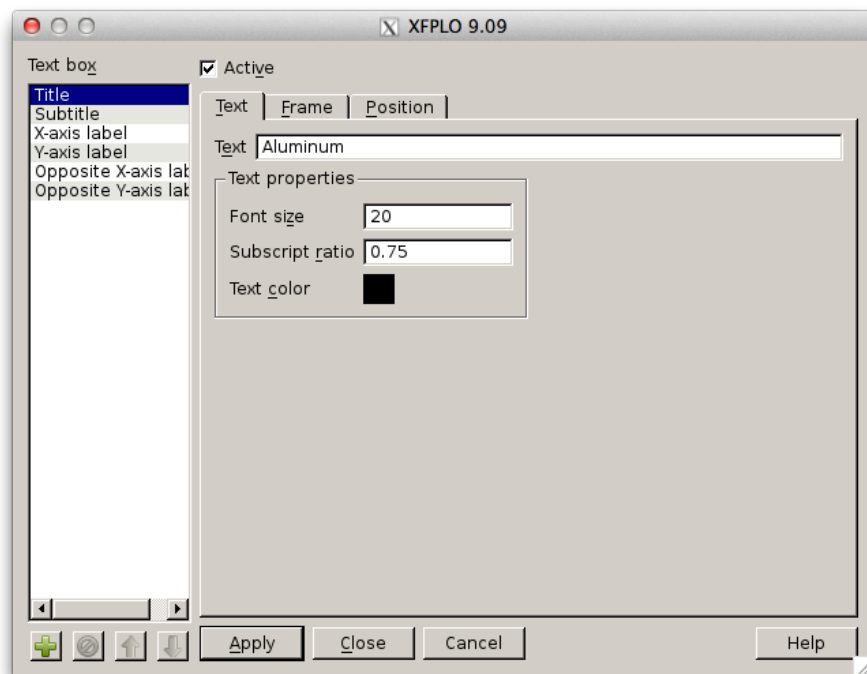 XFPLO 9.09
Text box
Active
Title
Subtitle
X-axis label
Y-axis label
Opposite X-axis lab
Opposite Y-axis lab
Text Frame Position
Text Aluminum
Text properties
Font size 20
Subscript ratio 0.75
Text color
Apply Close Cancel Help